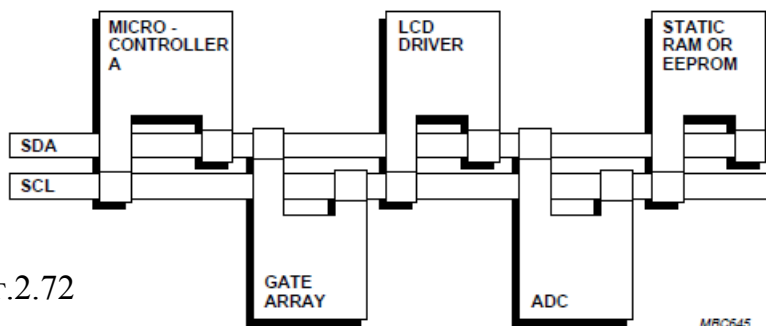 MICRO -
CONTROLLER
A
LCD
DRIVER
STATIC
RAM OR
EEPROM
SDA
SCL
GATE
ARRAY
ADC
г.2.72
MBC645